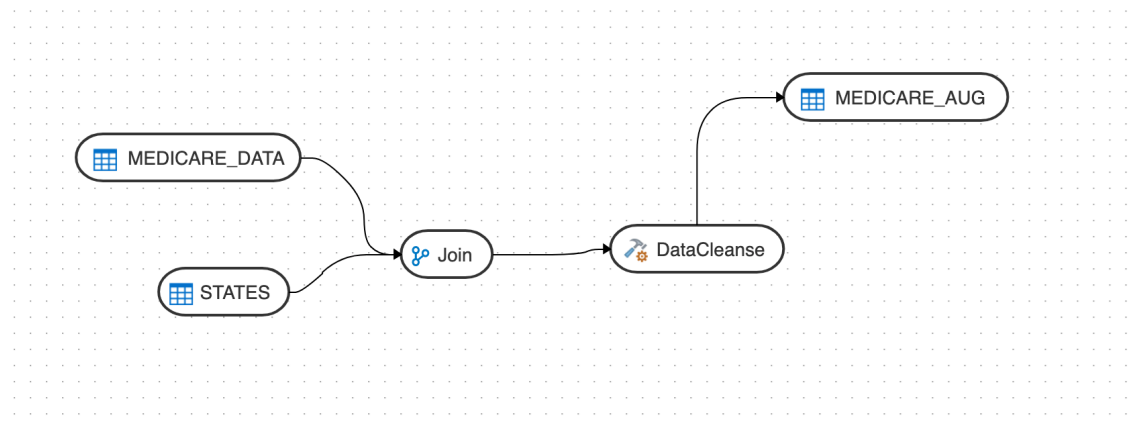 MEDICARE_AUG
MEDICARE_DATA
Join
DataCleanse
STATES